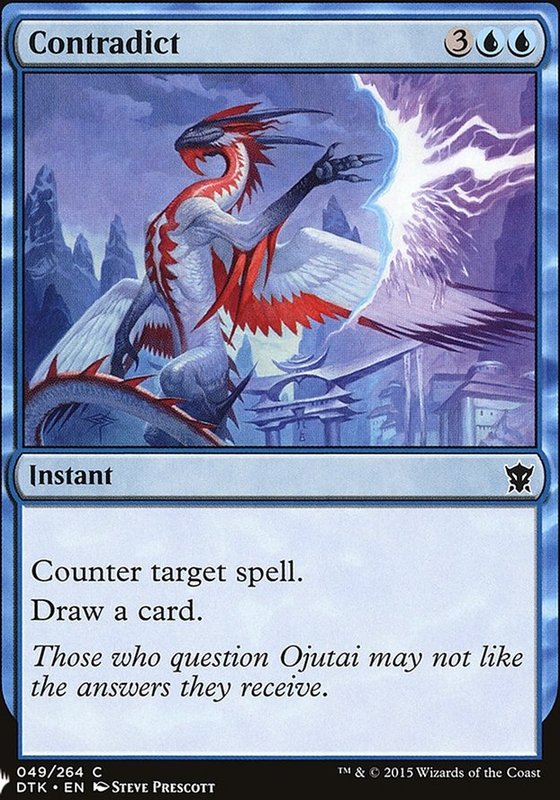 Contradict 3
Instant
Counter target spell.
Draw a card.
Those who question Ojutai may not like
the answers they receive.
049/264 C
DTK • EN Steve Prescott
™ & © 2015 Wizards of the Coast